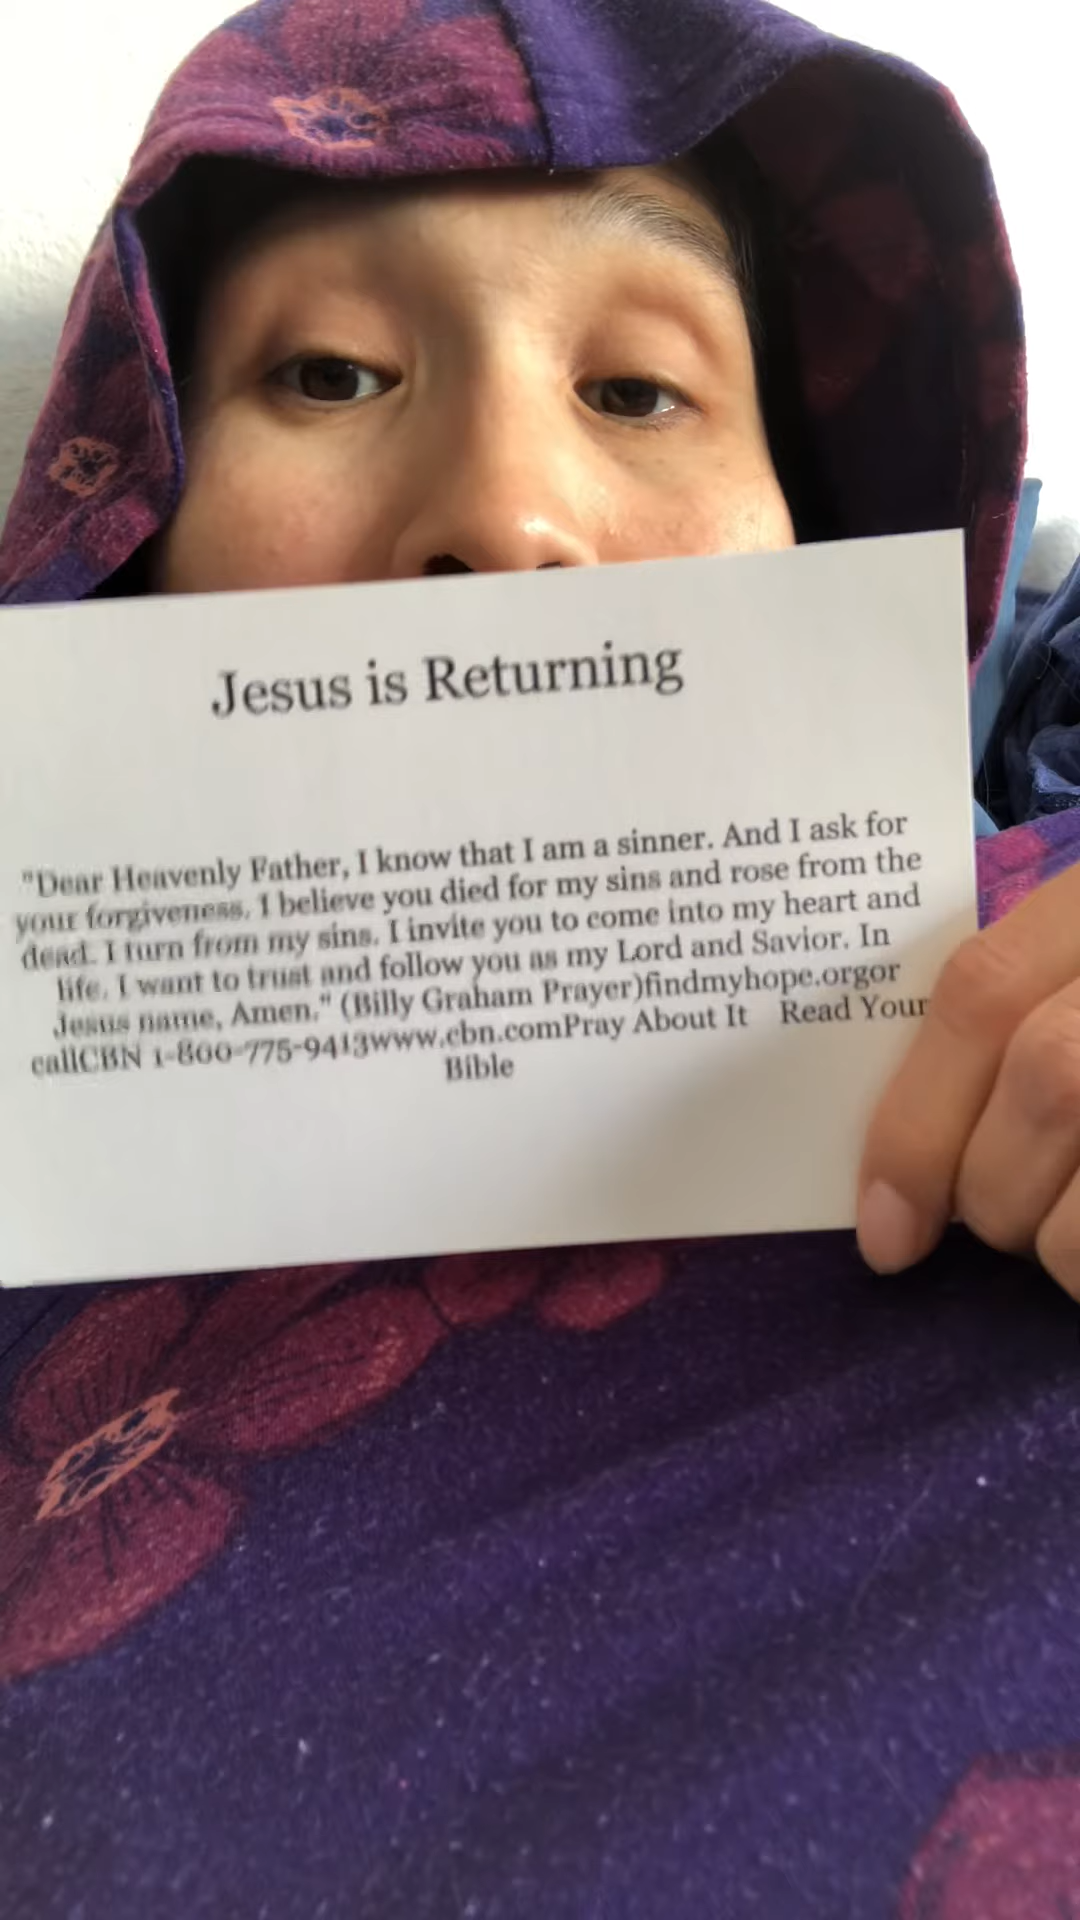 Jesus is Returning
"Dear Heavenly Father, I know that I am a sinner. And I ask for
your forgiveness. I believe you died for my sins and rose from the
dead. I turn from my sins. I invite you to come into my heart and
life. I want to trust and follow you as my Lord and Savior. In
Jesus name, Amen." (Billy Graham Prayer)findmyhope.orgor
callCBN 1-800-775-9413www.cbn.comPray About It Read Your
Bible